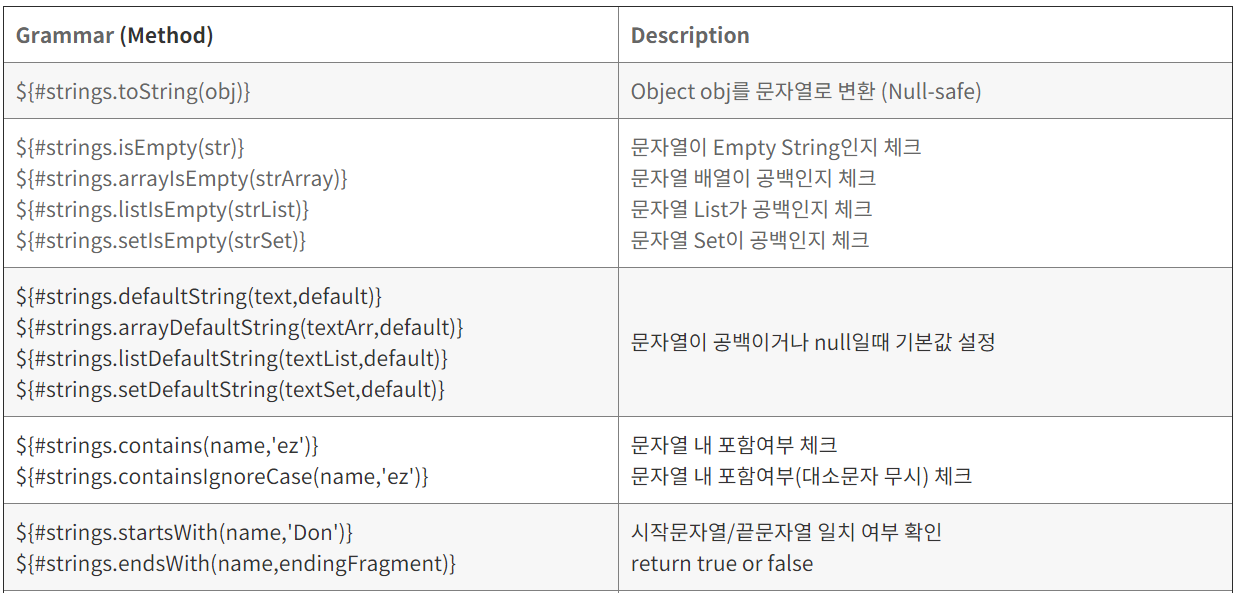 Grammar (Method)
Description
${#strings.toString(obj)}
Object obj를 문자열로 변환 (Null-safe)
${#strings.isEmpty(str)}
${#strings.arrayIsEmpty(strArray)}
${#strings.listIsEmpty(strList)}
${#strings.setIsEmpty(strSet)}
문자열이 Empty String인지 체크
문자열 배열이 공백인지 체크
문자열 List가 공백인지 체크
문자열 Set이 공백인지 체크
${#strings.defaultString(text,default)}
${#strings.arrayDefaultString(textArr,default)}
${#strings.listDefaultString(textList,default)}
${#strings.setDefaultString(textSet,default)}
문자열이 공백이거나 null일때 기본값 설정
${#strings.contains(name,'ez')}
${#strings.containsIgnoreCase(name,'ez')}
문자열 내 포함여부 체크
문자열 내 포함여부(대소문자 무시) 체크
${#strings.startsWith(name,'Don')}
${#strings.endsWith(name,endingFragment)}
시작문자열/끝문자열 일치 여부 확인
return true or false